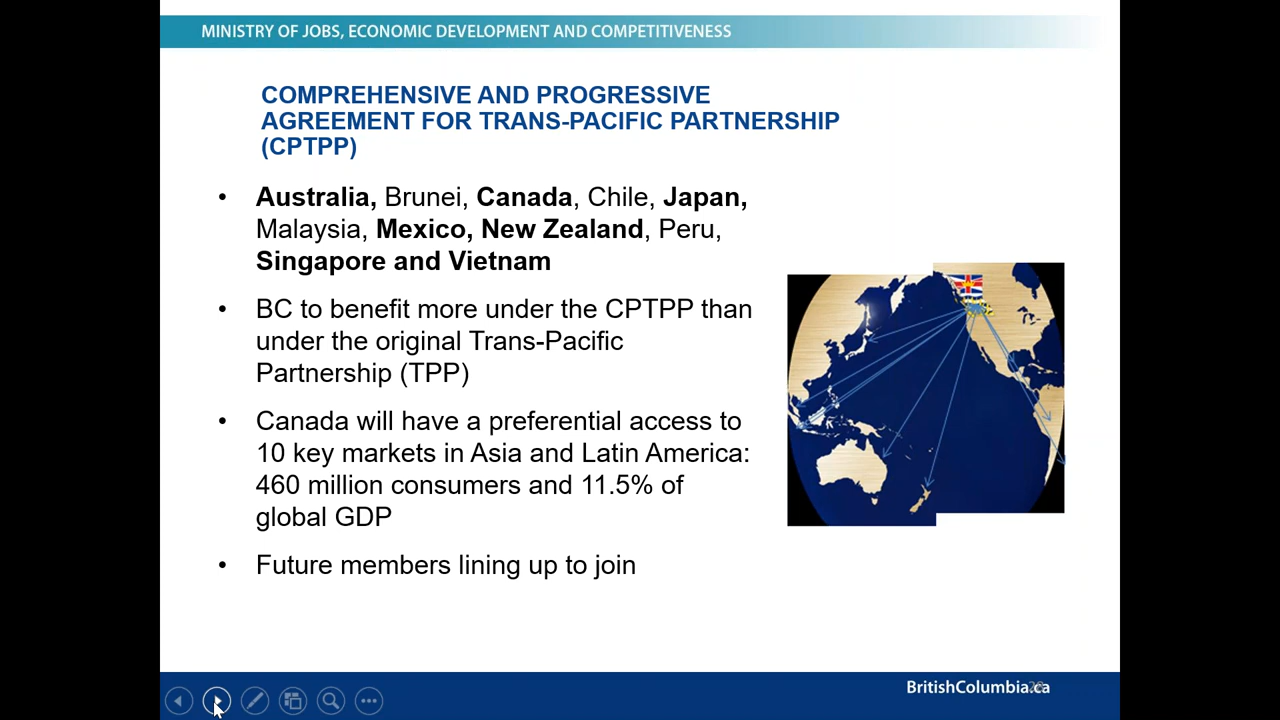 MINISTRY OF JOBS, ECONOMIC DEVELOPMENT AND COMPETITIVENESS
COMPREHENSIVE AND PROGRESSIVE
AGREEMENT FOR TRANS-PACIFIC PARTNERSHIP
(CPTPP)
• Australia, Brunei, Canada, Chile, Japan,
Malaysia, Mexico, New Zealand, Peru,
Singapore and Vietnam
• BC to benefit more under the CPTPP than
under the original Trans-Pacific
Partnership (TPP)
• Canada will have a preferential access to
10 key markets in Asia and Latin America:
460 million consumers and 11.5% of
global GDP
• Future members lining up to join
BritishColumbia.ca